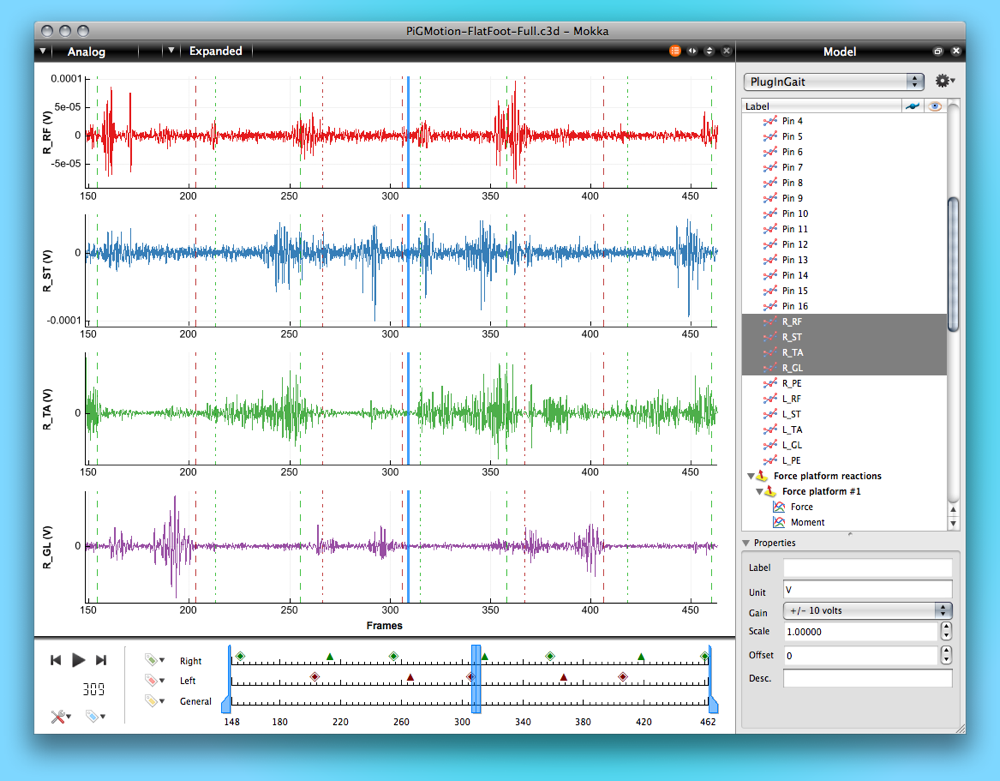 PiGMotion-FlatFoot-Full.c3d - Mokka
Analog
Expanded
R_RF (V)
0.0001
5e-05
0
-5e-05
150 200 250 300 350 400 450
R_ST (V)
0
-0.0001
150 200 250 300 350 400 450
R_TA (V)
0
150 200 250 300 350 400 450
R_GL (V)
0
150 200 250 300 350 400 450
Frames
309
Right
Left
General
148 180 220 260 300 340 380 420 462
Model
PlugInGait
Label
Pin 4
Pin 5
Pin 6
Pin 7
Pin 8
Pin 9
Pin 10
Pin 11
Pin 12
Pin 13
Pin 14
Pin 15
Pin 16
R_RF
R_ST
R_TA
R_GL
R_PE
L_RF
L_ST
L_TA
L_GL
L_PE
Force platform reactions
Force platform #1
Force
Moment
Properties
Label
Unit V
Gain +/- 10 volts
Scale 1.00000
Offset 0
Desc.